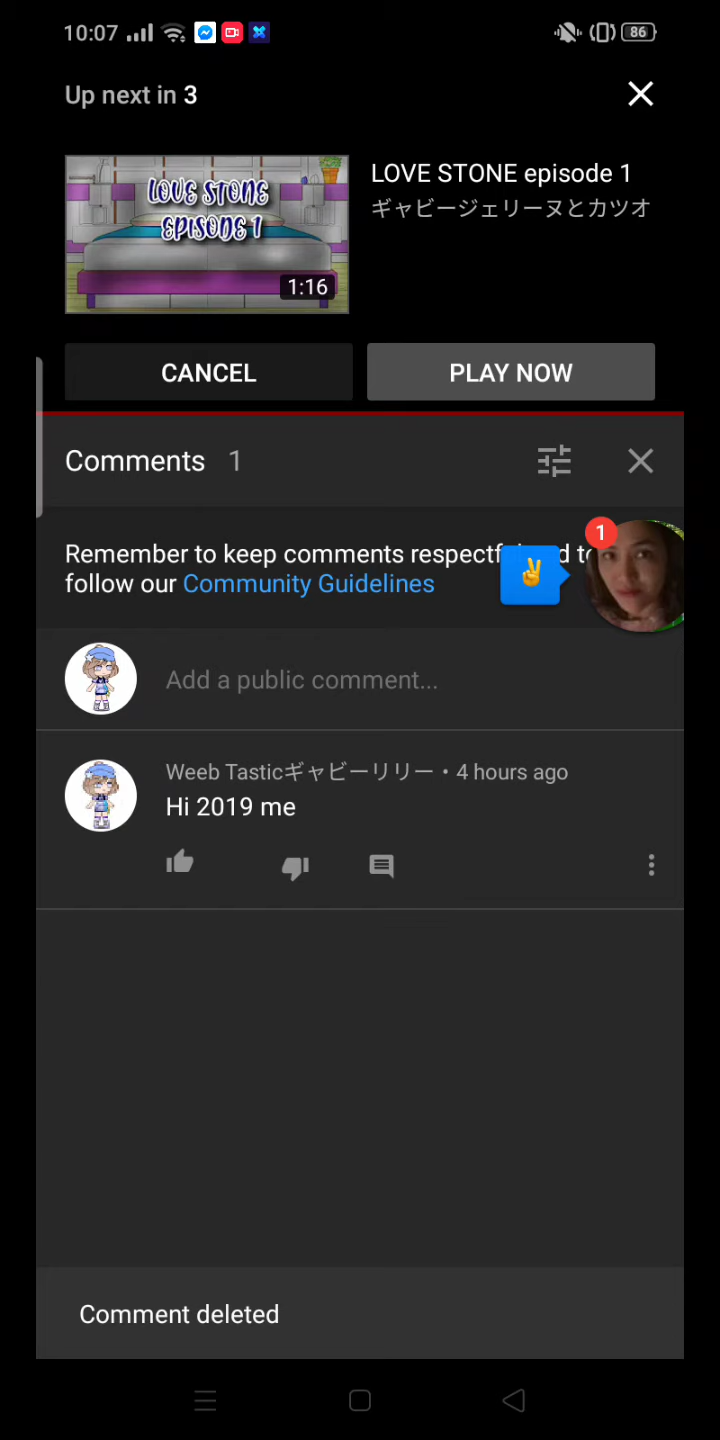 10:07
86
Up next in 3
LOVE STONE
EPISODE 1
1:16
LOVE STONE episode 1
ギャビージェリーヌとカツオ
CANCEL
PLAY NOW
Comments 1
1
Remember to keep comments respectf d to
follow our Community Guidelines
Add a public comment...
Weeb Tasticギャビーリリー • 4 hours ago
Hi 2019 me
Comment deleted